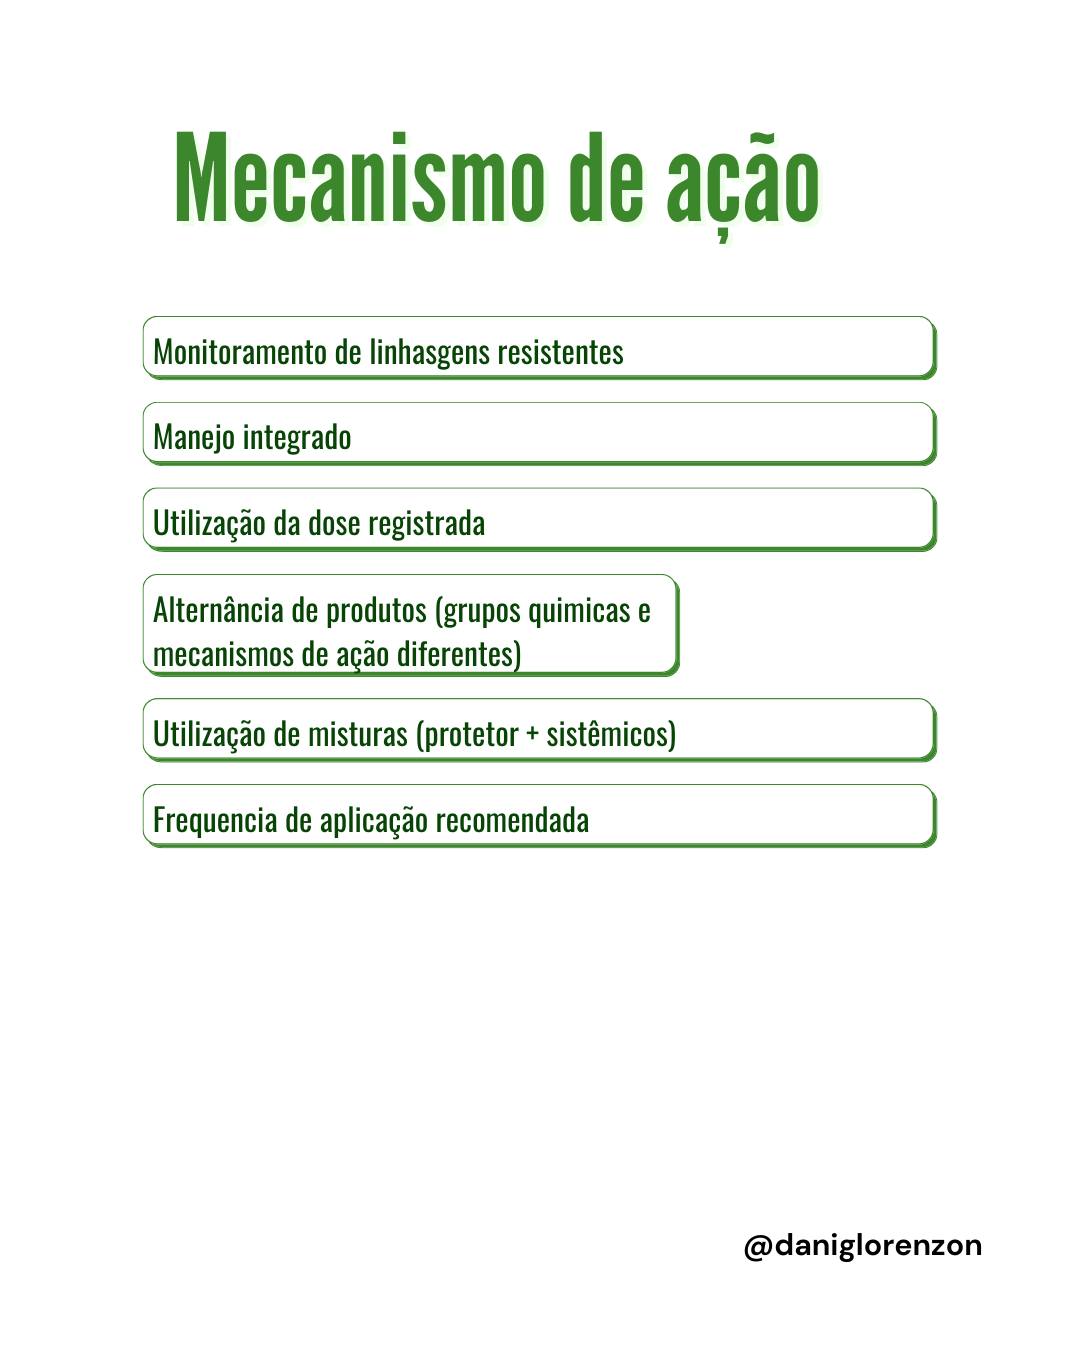 Mecanismo de ação
Monitoramento de linhasgens resistentes
Manejo integrado
Utilização da dose registrada
Alternância de produtos (grupos quimicas e
mecanismos de ação diferentes)
Utilização de misturas (protetor + sistêmicos)
Frequencia de aplicação recomendada
@daniglorenzon